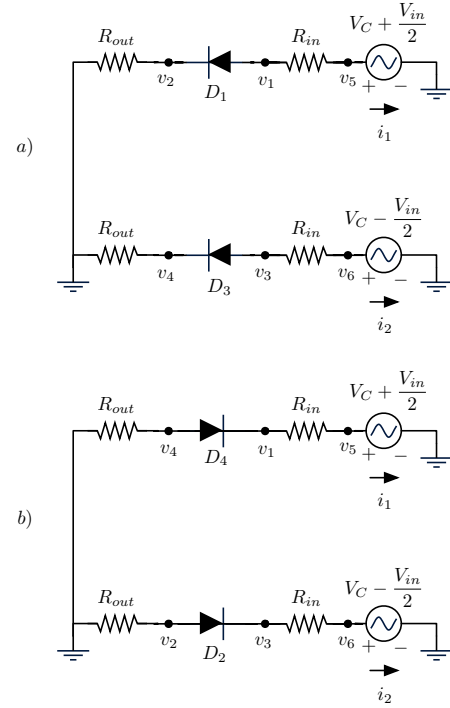 V_C + V_in/2
R_out R_in
v_2 D_1 v_1 v_5 + −
i_1
a)
V_C − V_in/2
R_out R_in
v_4 D_3 v_3 v_6 + −
i_2
V_C + V_in/2
R_out R_in
v_4 D_4 v_1 v_5 + −
i_1
b)
V_C − V_in/2
R_out R_in
v_2 D_2 v_3 v_6 + −
i_2